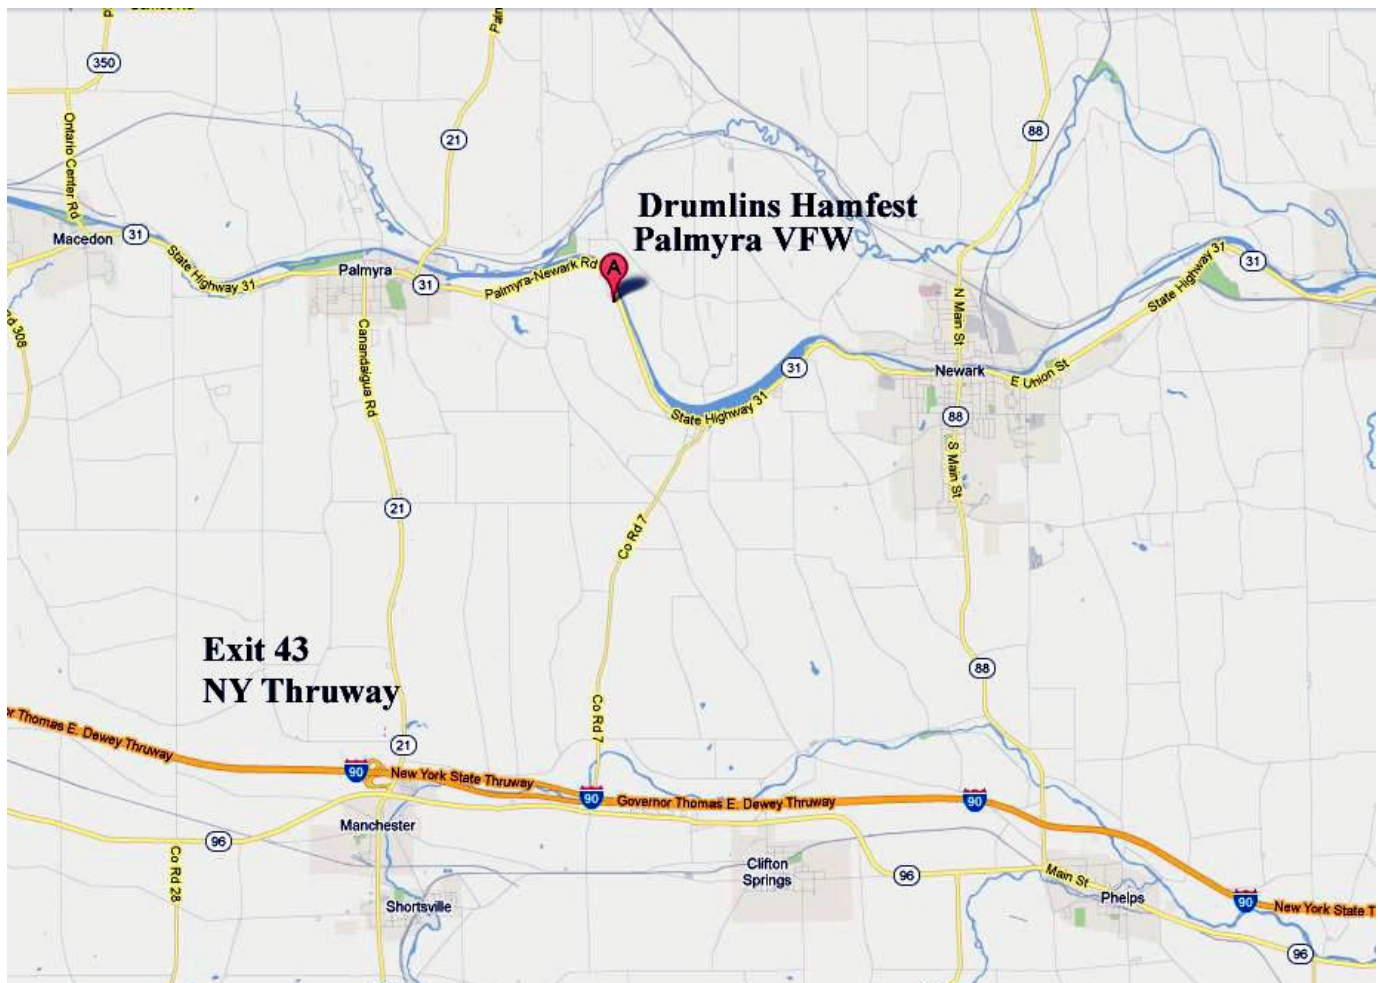 350
Ontario Center Rd
21
88
Drumlins Hamfest
Palmyra VFW
Macedon
31
State Highway 31
Palmyra
31
Palmyra-Newark Rd
A
N Main St
State Highway 31
31
Canandaigua Rd
31
State Highway 31
Newark
E Union St
88
S Main St
21
Co Rd 7
Exit 43
NY Thruway
88
Co Rd 7
Thomas E. Dewey Thruway
21
90
New York State Thruway
90
Governor Thomas E. Dewey Thruway
90
Manchester
96
Co Rd 28
Clifton
Springs
96
Main St
Phelps
Shortsville
90
New York State T
96